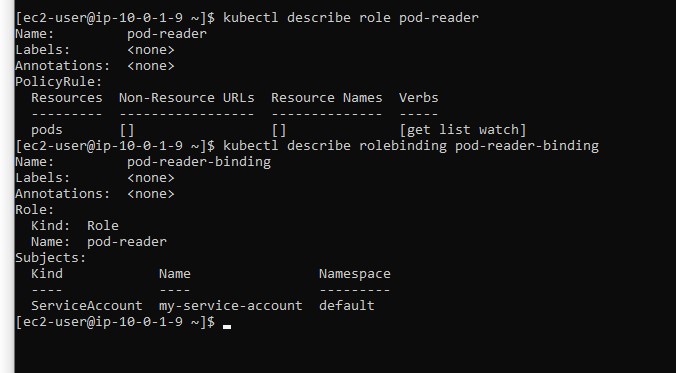 [ec2-user@ip-10-0-1-9 ~]$ kubectl describe role pod-reader
Name:         pod-reader
Labels:       <none>
Annotations:  <none>
PolicyRule:
  Resources  Non-Resource URLs  Resource Names  Verbs
  ---------  -----------------  --------------  -----
  pods       []                 []              [get list watch]
[ec2-user@ip-10-0-1-9 ~]$ kubectl describe rolebinding pod-reader-binding
Name:         pod-reader-binding
Labels:       <none>
Annotations:  <none>
Role:
  Kind:  Role
  Name:  pod-reader
Subjects:
  Kind            Name                Namespace
  ----            ----                ---------
  ServiceAccount  my-service-account  default
[ec2-user@ip-10-0-1-9 ~]$